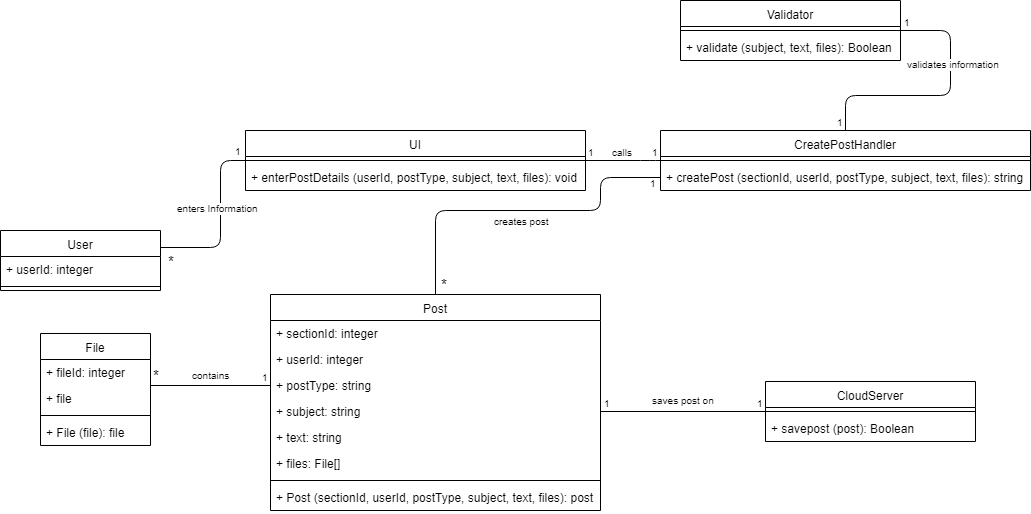 Validator
1
+ validate (subject, text, files): Boolean
validates information
1
UI
CreatePostHandler
1
1
calls
1
+ enterPostDetails (userId, postType, subject, text, files): void
+ createPost (sectionId, userId, postType, subject, text, files): string
1
enters Information
creates post
User
*
+ userId: integer
*
Post
+ sectionId: integer
File
+ userId: integer
+ fileId: integer
*
contains
1
+ postType: string
+ file
CloudServer
1
saves post on
1
+ subject: string
+ savepost (post): Boolean
+ File (file): file
+ text: string
+ files: File[]
+ Post (sectionId, userId, postType, subject, text, files): post